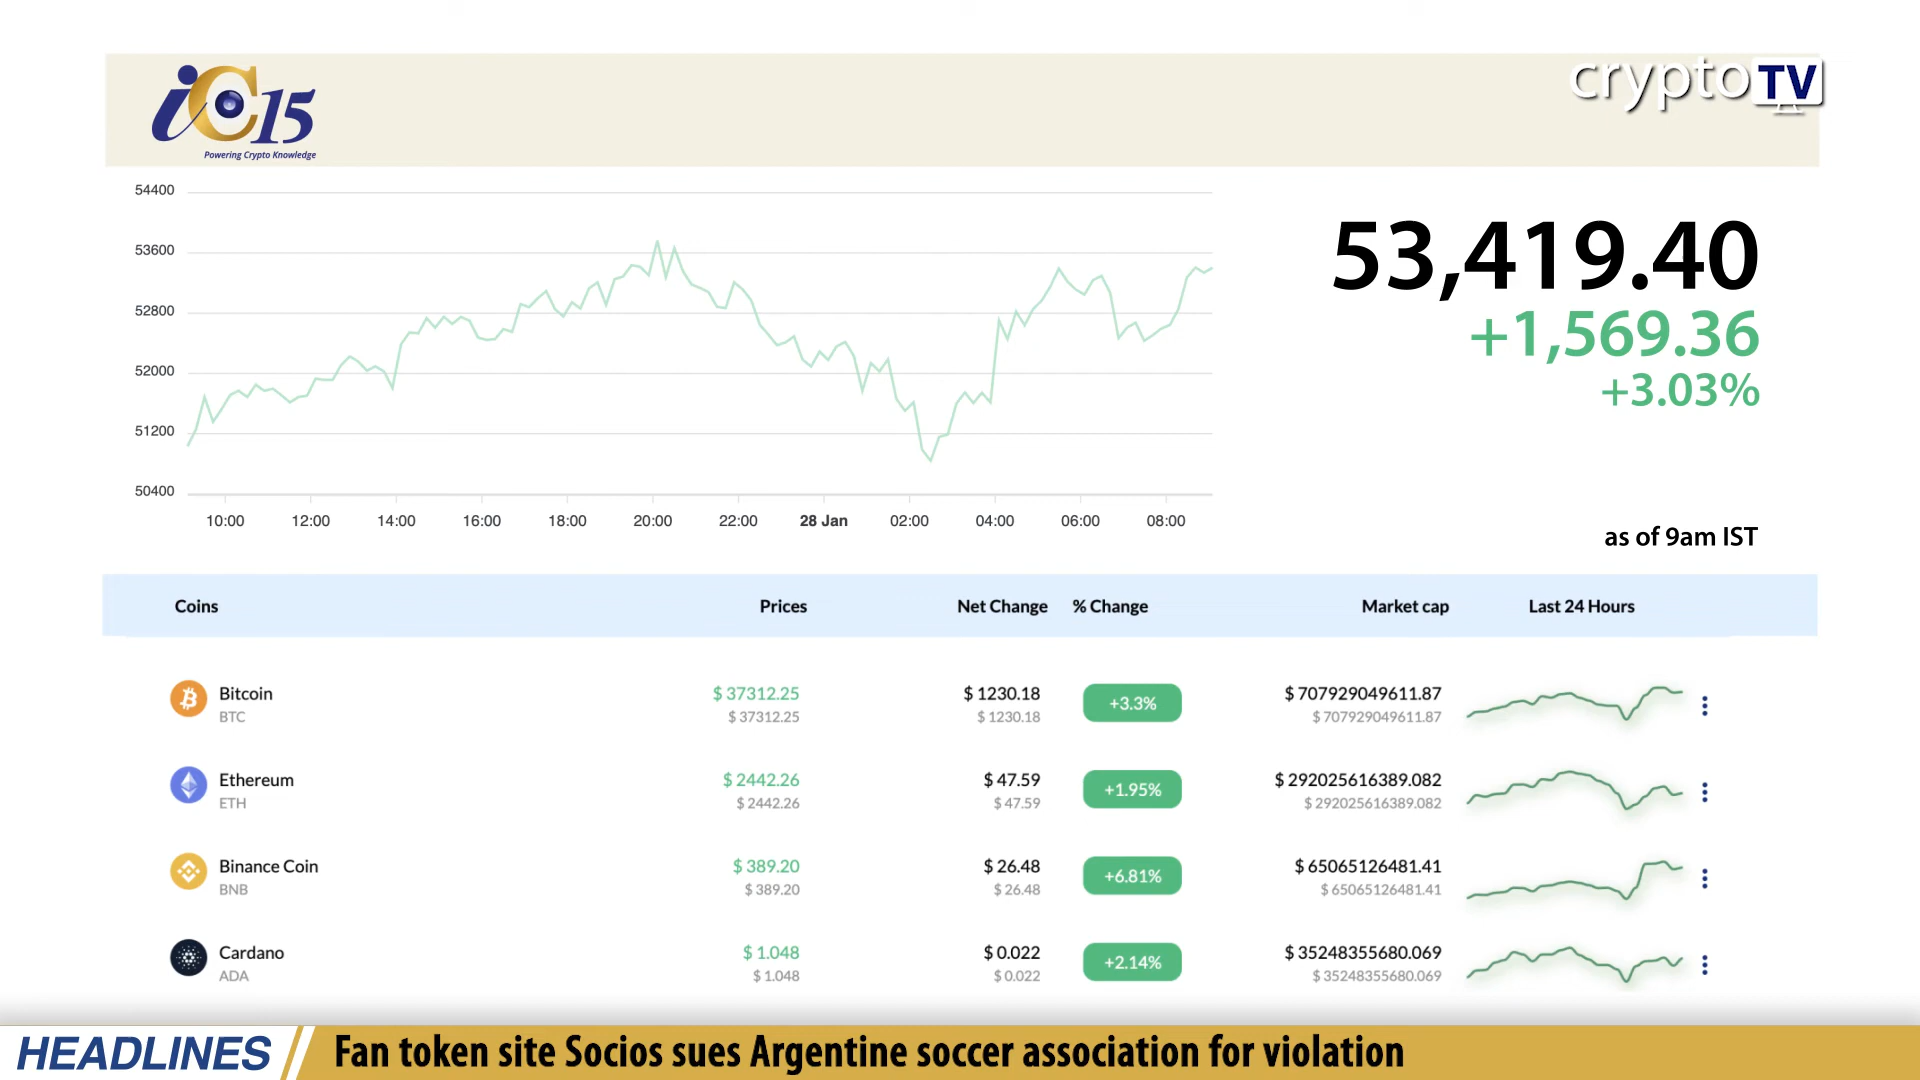 iC15
Powering Crypto Knowledge
cryptoTV
54400
53600
52800
52000
51200
50400
10:00 12:00 14:00 16:00 18:00 20:00 22:00 28 Jan 02:00 04:00 06:00 08:00
53,419.40
+1,569.36
+3.03%
as of 9am IST
Coins Prices Net Change % Change Market cap Last 24 Hours
Bitcoin $ 37312.25 $ 1230.18 +3.3% $ 707929049611.87
BTC $ 37312.25 $ 1230.18 $ 707929049611.87
Ethereum $ 2442.26 $ 47.59 +1.95% $ 292025616389.082
ETH $ 2442.26 $ 47.59 $ 292025616389.082
Binance Coin $ 389.20 $ 26.48 +6.81% $ 65065126481.41
BNB $ 389.20 $ 26.48 $ 65065126481.41
Cardano $ 1.048 $ 0.022 +2.14% $ 35248355680.069
ADA $ 1.048 $ 0.022 $ 35248355680.069
HEADLINES Fan token site Socios sues Argentine soccer association for violation